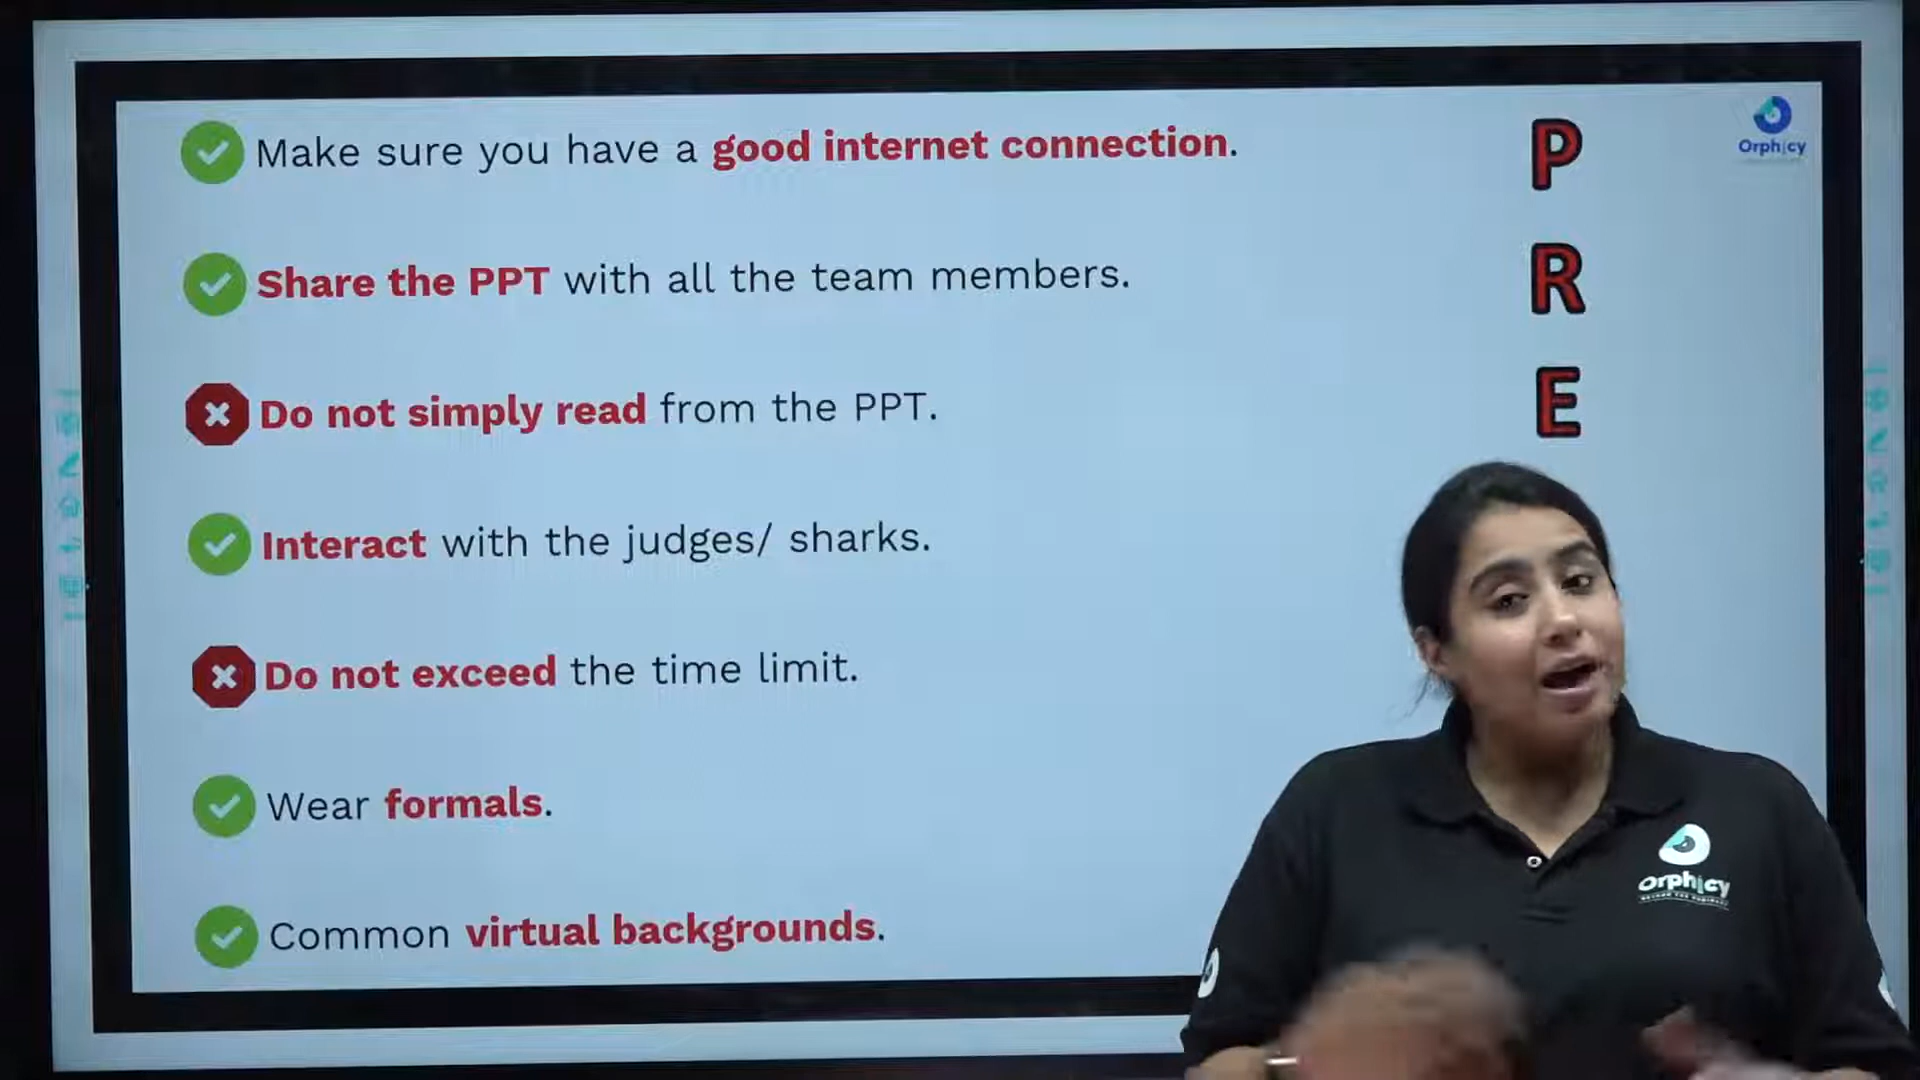 Make sure you have a good internet connection.
Share the PPT with all the team members.
Do not simply read from the PPT.
Interact with the judges/ sharks.
Do not exceed the time limit.
Wear formals.
Common virtual backgrounds.
P
R
E
Orphicy
Orphicy